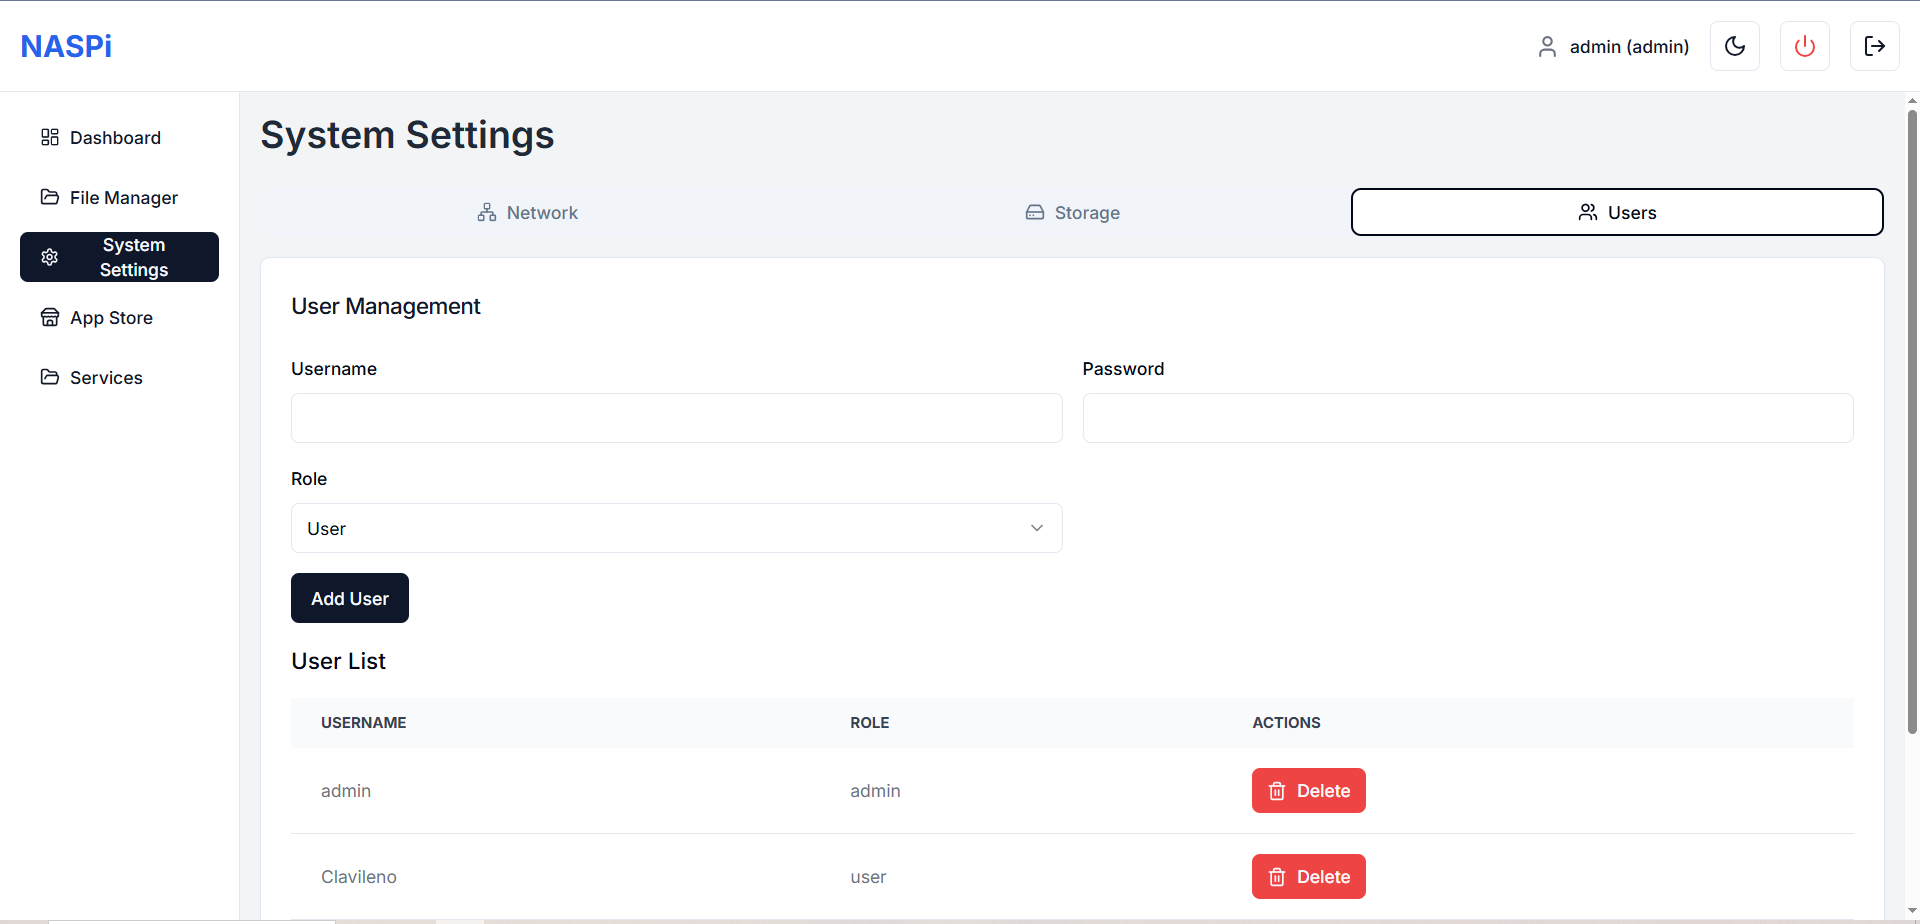 NASPi
admin (admin)
Dashboard
File Manager
System
Settings
App Store
Services
System Settings
Network
Storage
Users
User Management
Username
Password
Role
User
Add User
User List
USERNAME ROLE ACTIONS
admin admin Delete
Clavileno user Delete